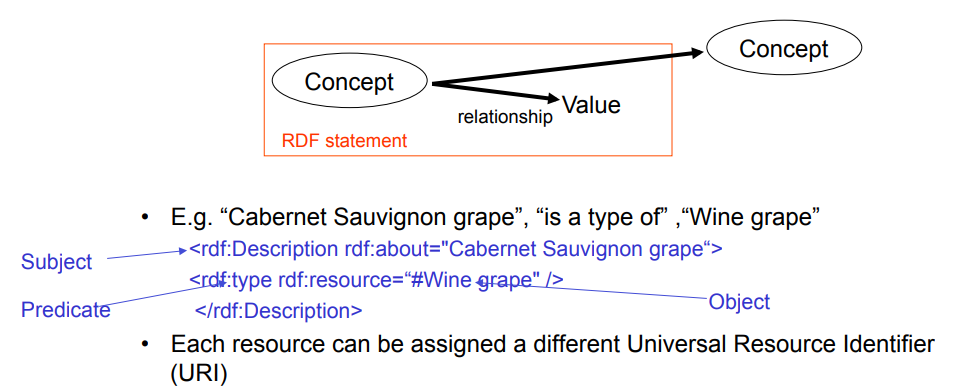 Concept
Concept
Value
relationship
RDF statement
• E.g. “Cabernet Sauvignon grape”, “is a type of” ,“Wine grape”
<rdf:Description rdf:about="Cabernet Sauvignon grape“>
Subject
<rdf:type rdf:resource=“#Wine grape" />
Predicate
Object
</rdf:Description>
• Each resource can be assigned a different Universal Resource Identifier
(URI)